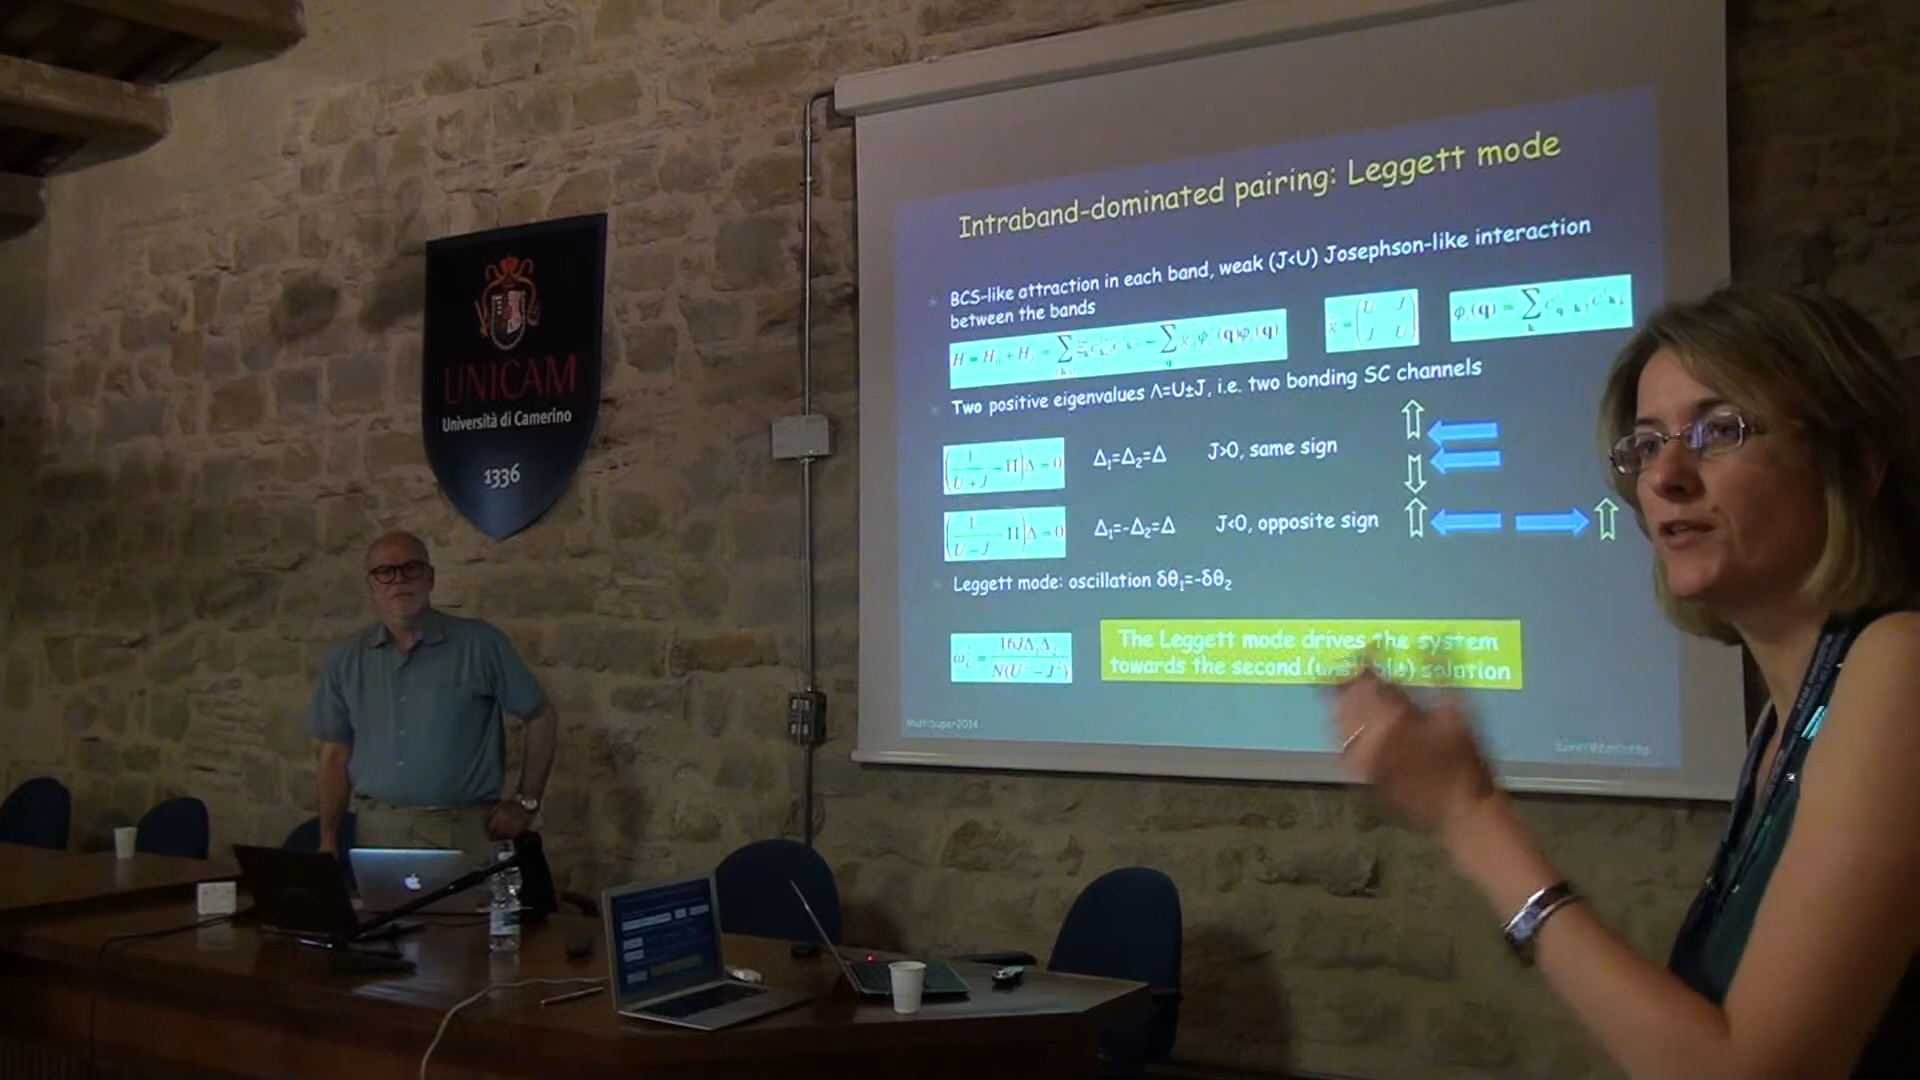 UNICAM
Università di Camerino
1336
Intraband-dominated pairing: Leggett mode
BCS-like attraction in each band, weak (J<U) Josephson-like interaction
between the bands
Two positive eigenvalues Λ=U±J, i.e. two bonding SC channels
Δ₁=Δ₂=Δ J>0, same sign
Δ₁=-Δ₂=Δ J<0, opposite sign
Leggett mode: oscillation δθ₁=-δθ₂
The Leggett mode drives the system
towards the second solution
MultiSuper2014